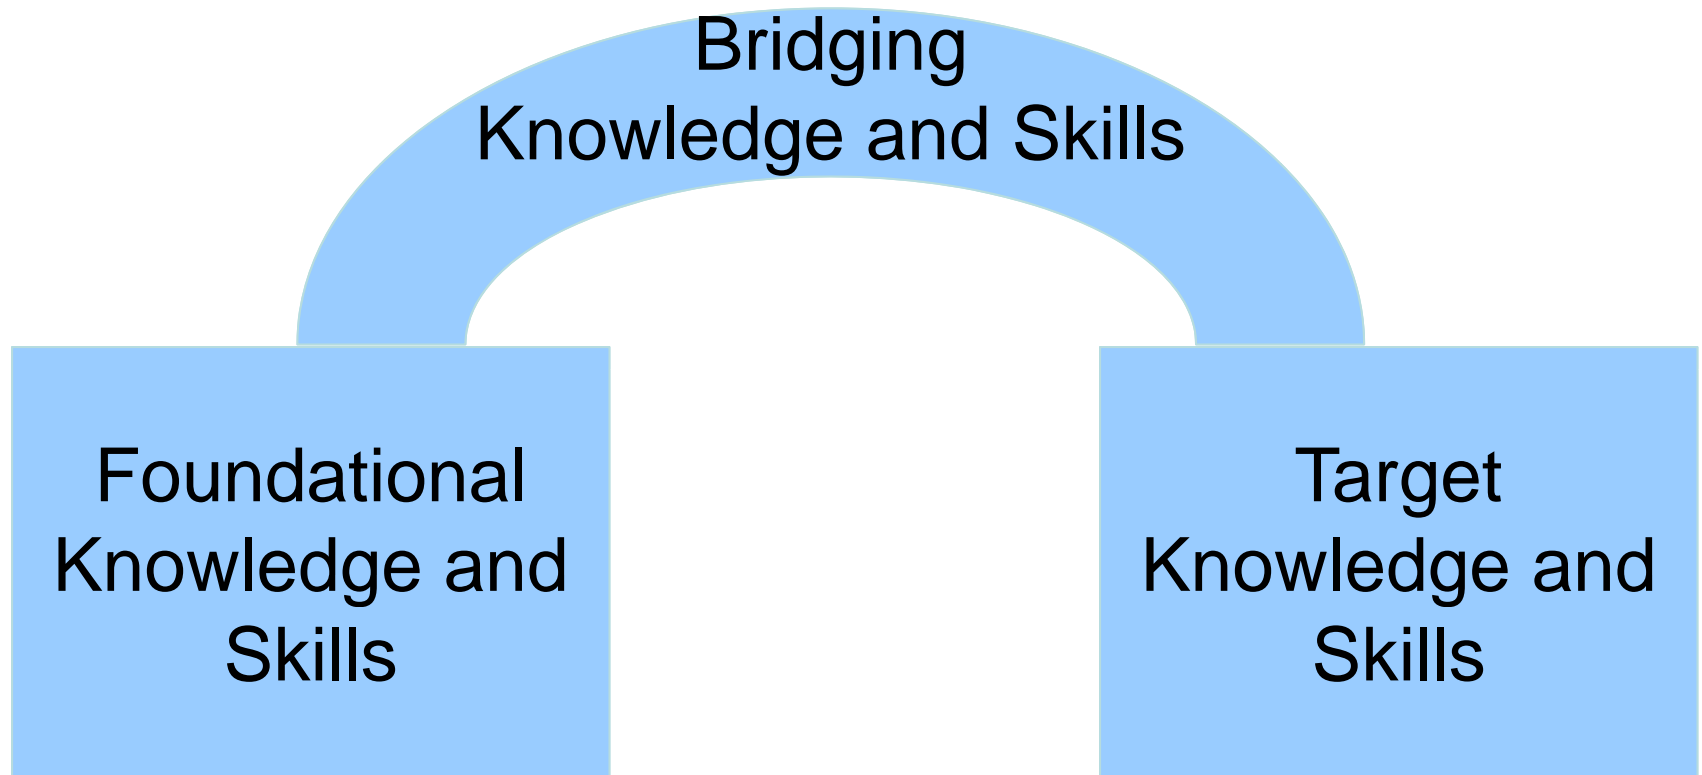 Bridging
Knowledge and Skills
Foundational
Knowledge and
Skills
Target
Knowledge and
Skills